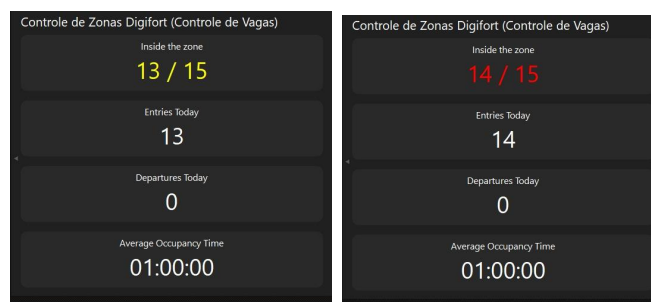 Controle de Zonas Digifort (Controle de Vagas)
Inside the zone
13 / 15
Entries Today
13
Departures Today
0
Average Occupancy Time
01:00:00
Controle de Zonas Digifort (Controle de Vagas)
Inside the zone
14 / 15
Entries Today
14
Departures Today
0
Average Occupancy Time
01:00:00